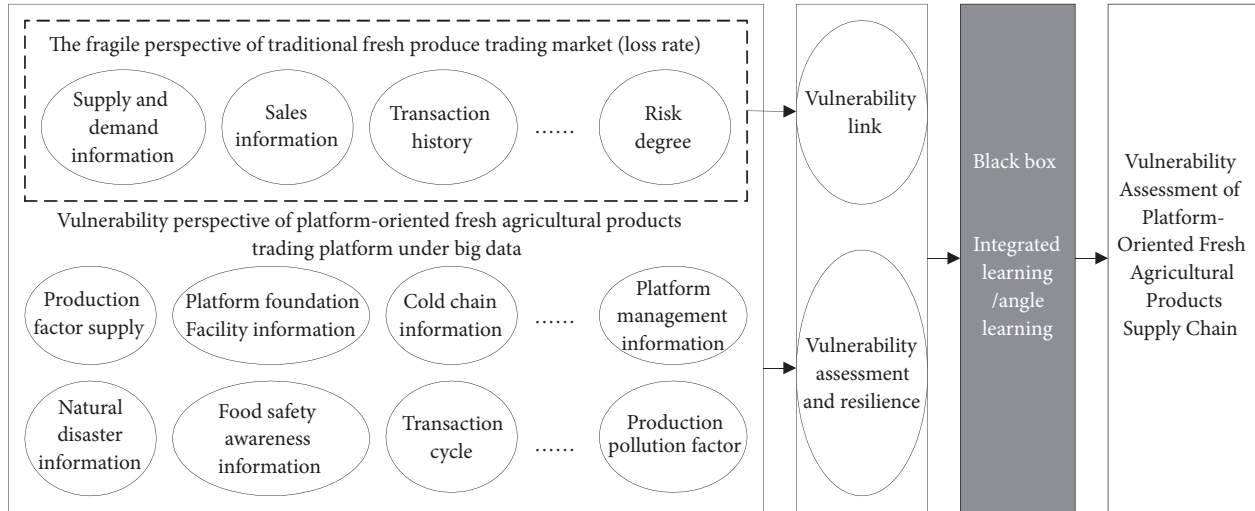 The fragile perspective of traditional fresh produce trading market (loss rate)
Supply and
demand
information
Sales
information
Transaction
history
......
Risk
degree
Vulnerability perspective of platform-oriented fresh agricultural products
trading platform under big data
Production
factor supply
Platform foundation
Facility information
Cold chain
information
......
Platform
management
information
Natural
disaster
information
Food safety
awareness
information
Transaction
cycle
......
Production
pollution factor
Vulnerability
link
Vulnerability
assessment
and resilience
Black box
Integrated
learning
/angle
learning
Vulnerability
Assessment of
Platform-
Oriented Fresh
Agricultural
Products
Supply Chain